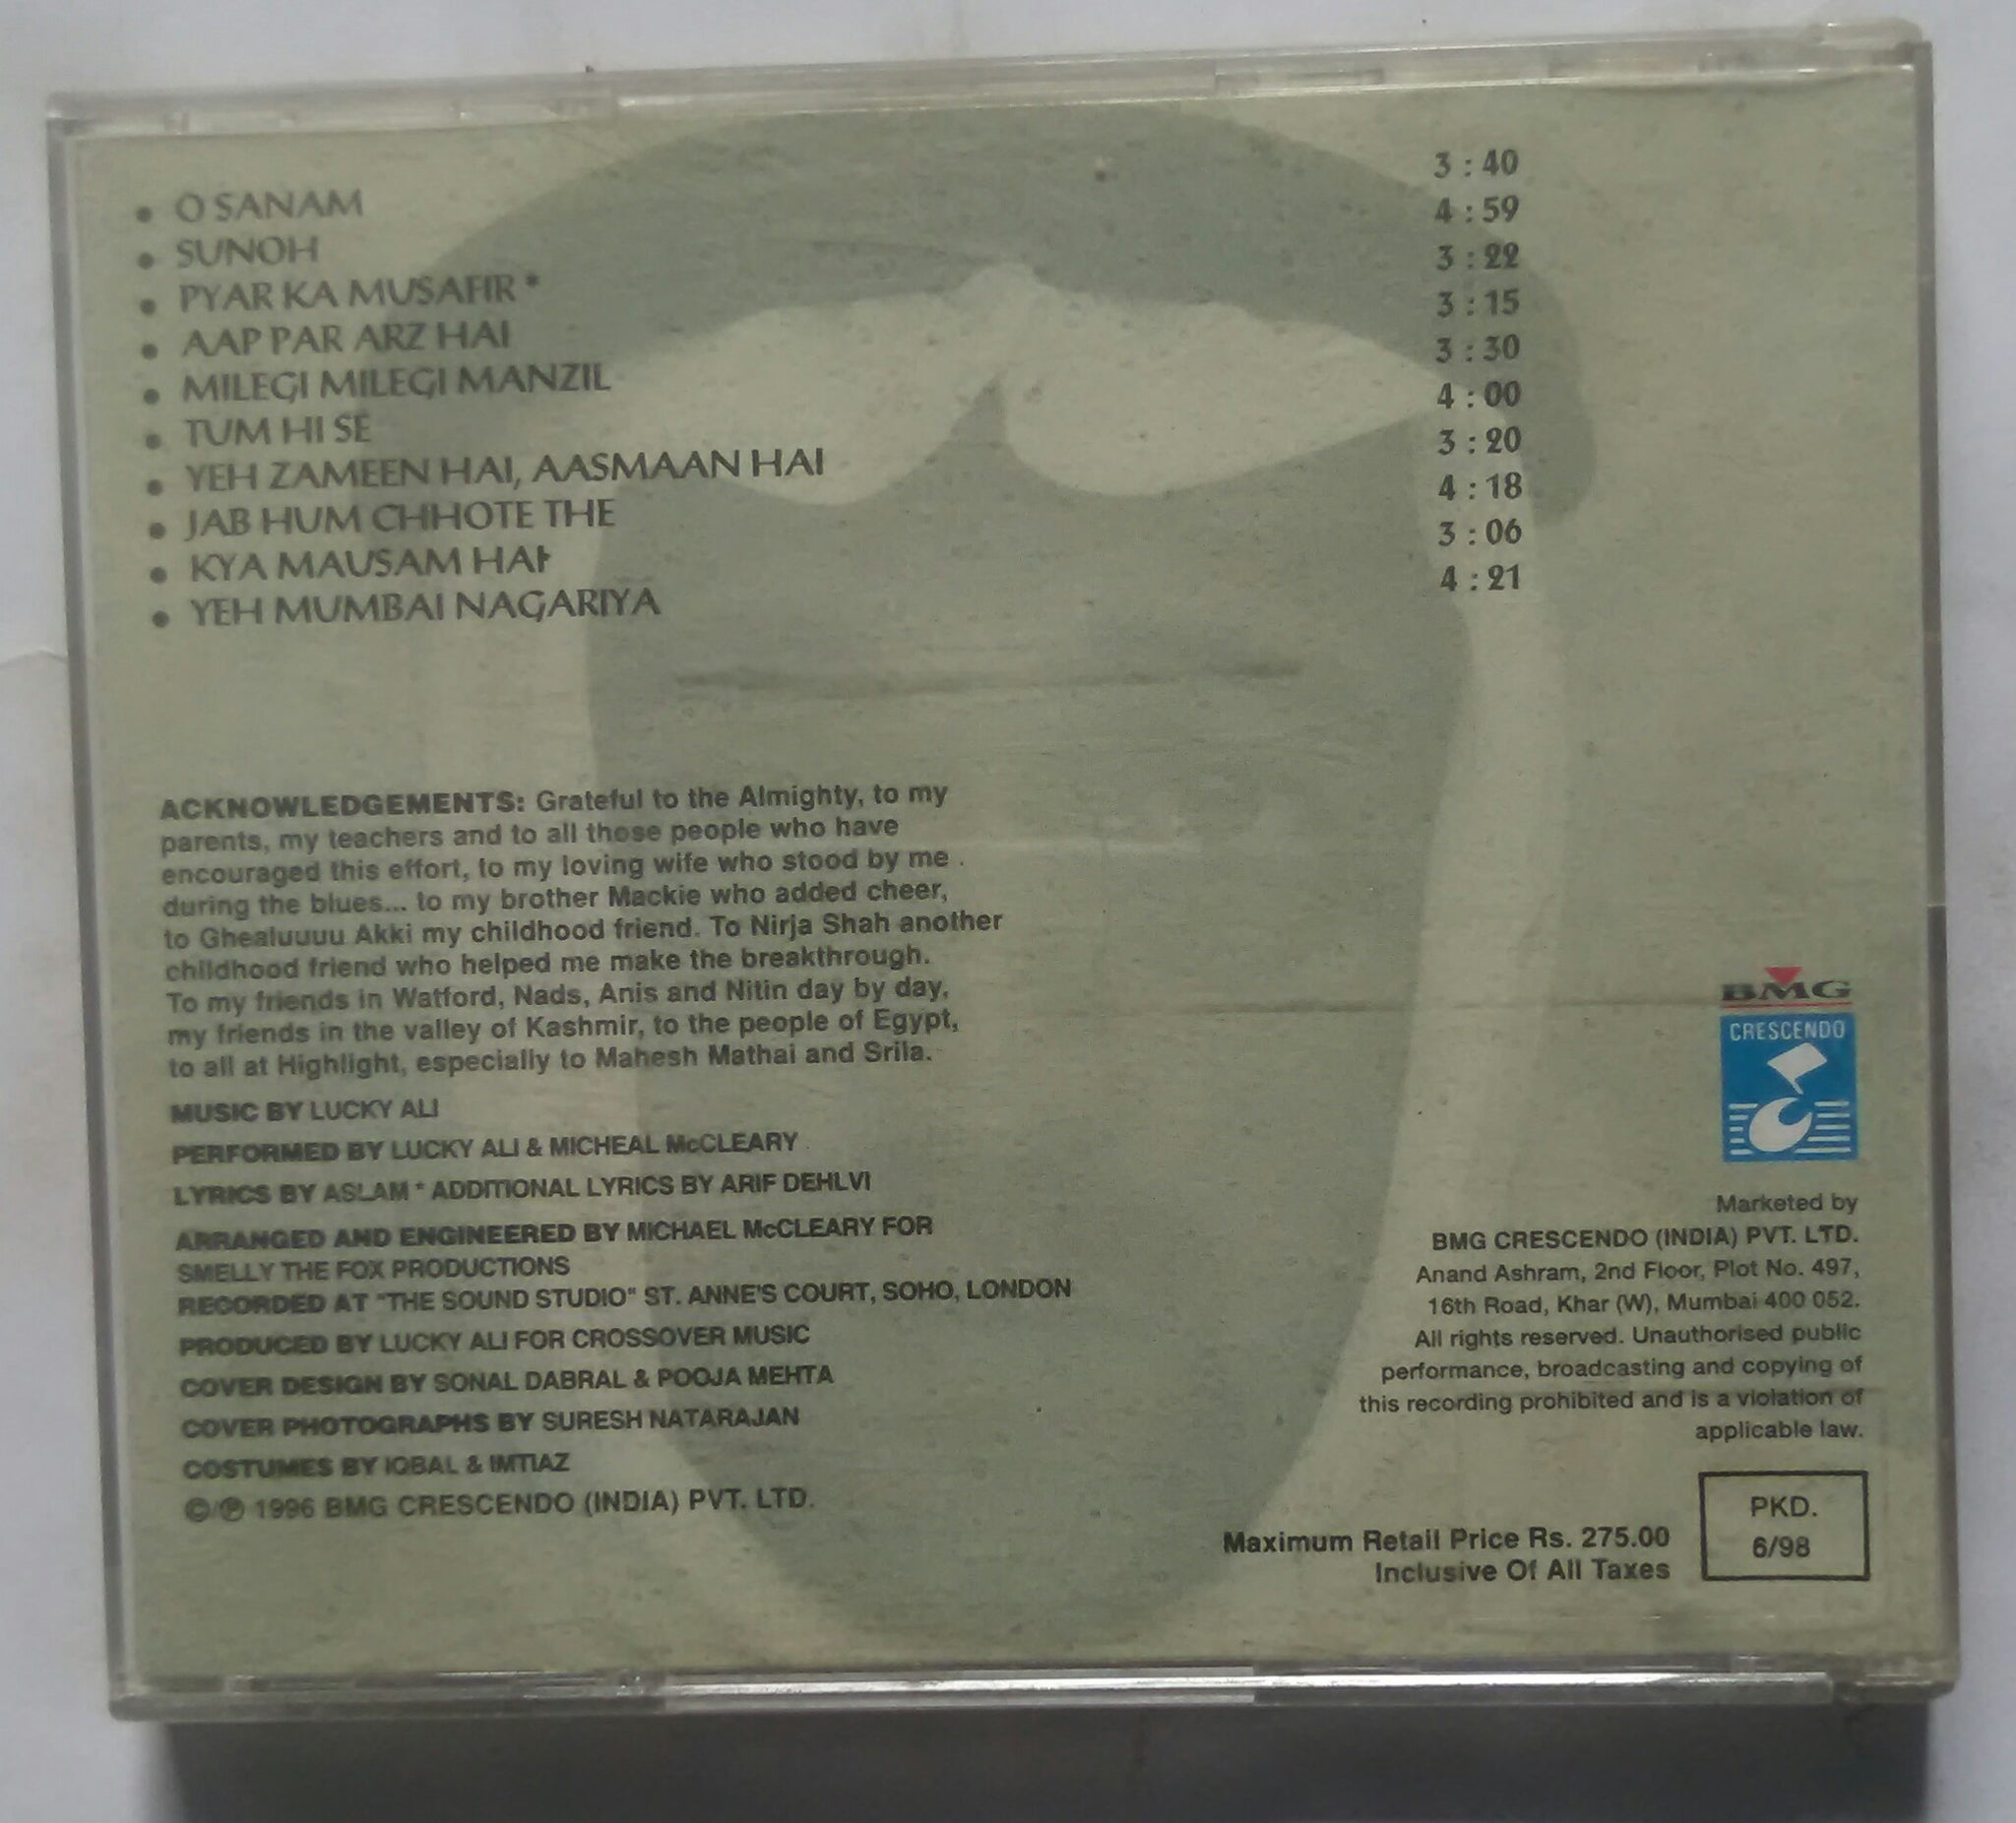 • O SANAM 3 : 40
• SUNOH 4 : 59
• PYAR KA MUSAFIR * 3 : 22
• AAP PAR ARZ HAI 3 : 15
• MILEGI MILEGI MANZIL 3 : 30
• TUM HI SE 4 : 00
• YEH ZAMEEN HAI, AASMAAN HAI 3 : 20
• JAB HUM CHHOTE THE 4 : 18
• KYA MAUSAM HAI 3 : 06
• YEH MUMBAI NAGARIYA 4 : 21
ACKNOWLEDGEMENTS: Grateful to the Almighty, to my
parents, my teachers and to all those people who have
encouraged this effort, to my loving wife who stood by me .
during the blues... to my brother Mackie who added cheer,
to Ghealuuuu Akki my childhood friend. To Nirja Shah another
childhood friend who helped me make the breakthrough.
To my friends in Watford, Nads, Anis and Nitin day by day,
my friends in the valley of Kashmir, to the people of Egypt,
to all at Highlight, especially to Mahesh Mathai and Srila.
MUSIC BY LUCKY ALI
PERFORMED BY LUCKY ALI & MICHEAL McCLEARY
LYRICS BY ASLAM * ADDITIONAL LYRICS BY ARIF DEHLVI
ARRANGED AND ENGINEERED BY MICHAEL McCLEARY FOR
SMELLY THE FOX PRODUCTIONS
RECORDED AT "THE SOUND STUDIO" ST. ANNE'S COURT, SOHO, LONDON
PRODUCED BY LUCKY ALI FOR CROSSOVER MUSIC
COVER DESIGN BY SONAL DABRAL & POOJA MEHTA
COVER PHOTOGRAPHS BY SURESH NATARAJAN
COSTUMES BY IQBAL & IMTIAZ
© ℗ 1996 BMG CRESCENDO (INDIA) PVT. LTD.
BMG
CRESCENDO
Marketed by
BMG CRESCENDO (INDIA) PVT. LTD.
Anand Ashram, 2nd Floor, Plot No. 497,
16th Road, Khar (W), Mumbai 400 052.
All rights reserved. Unauthorised public
performance, broadcasting and copying of
this recording prohibited and is a violation of
applicable law.
Maximum Retail Price Rs. 275.00
Inclusive Of All Taxes
PKD.
6/98